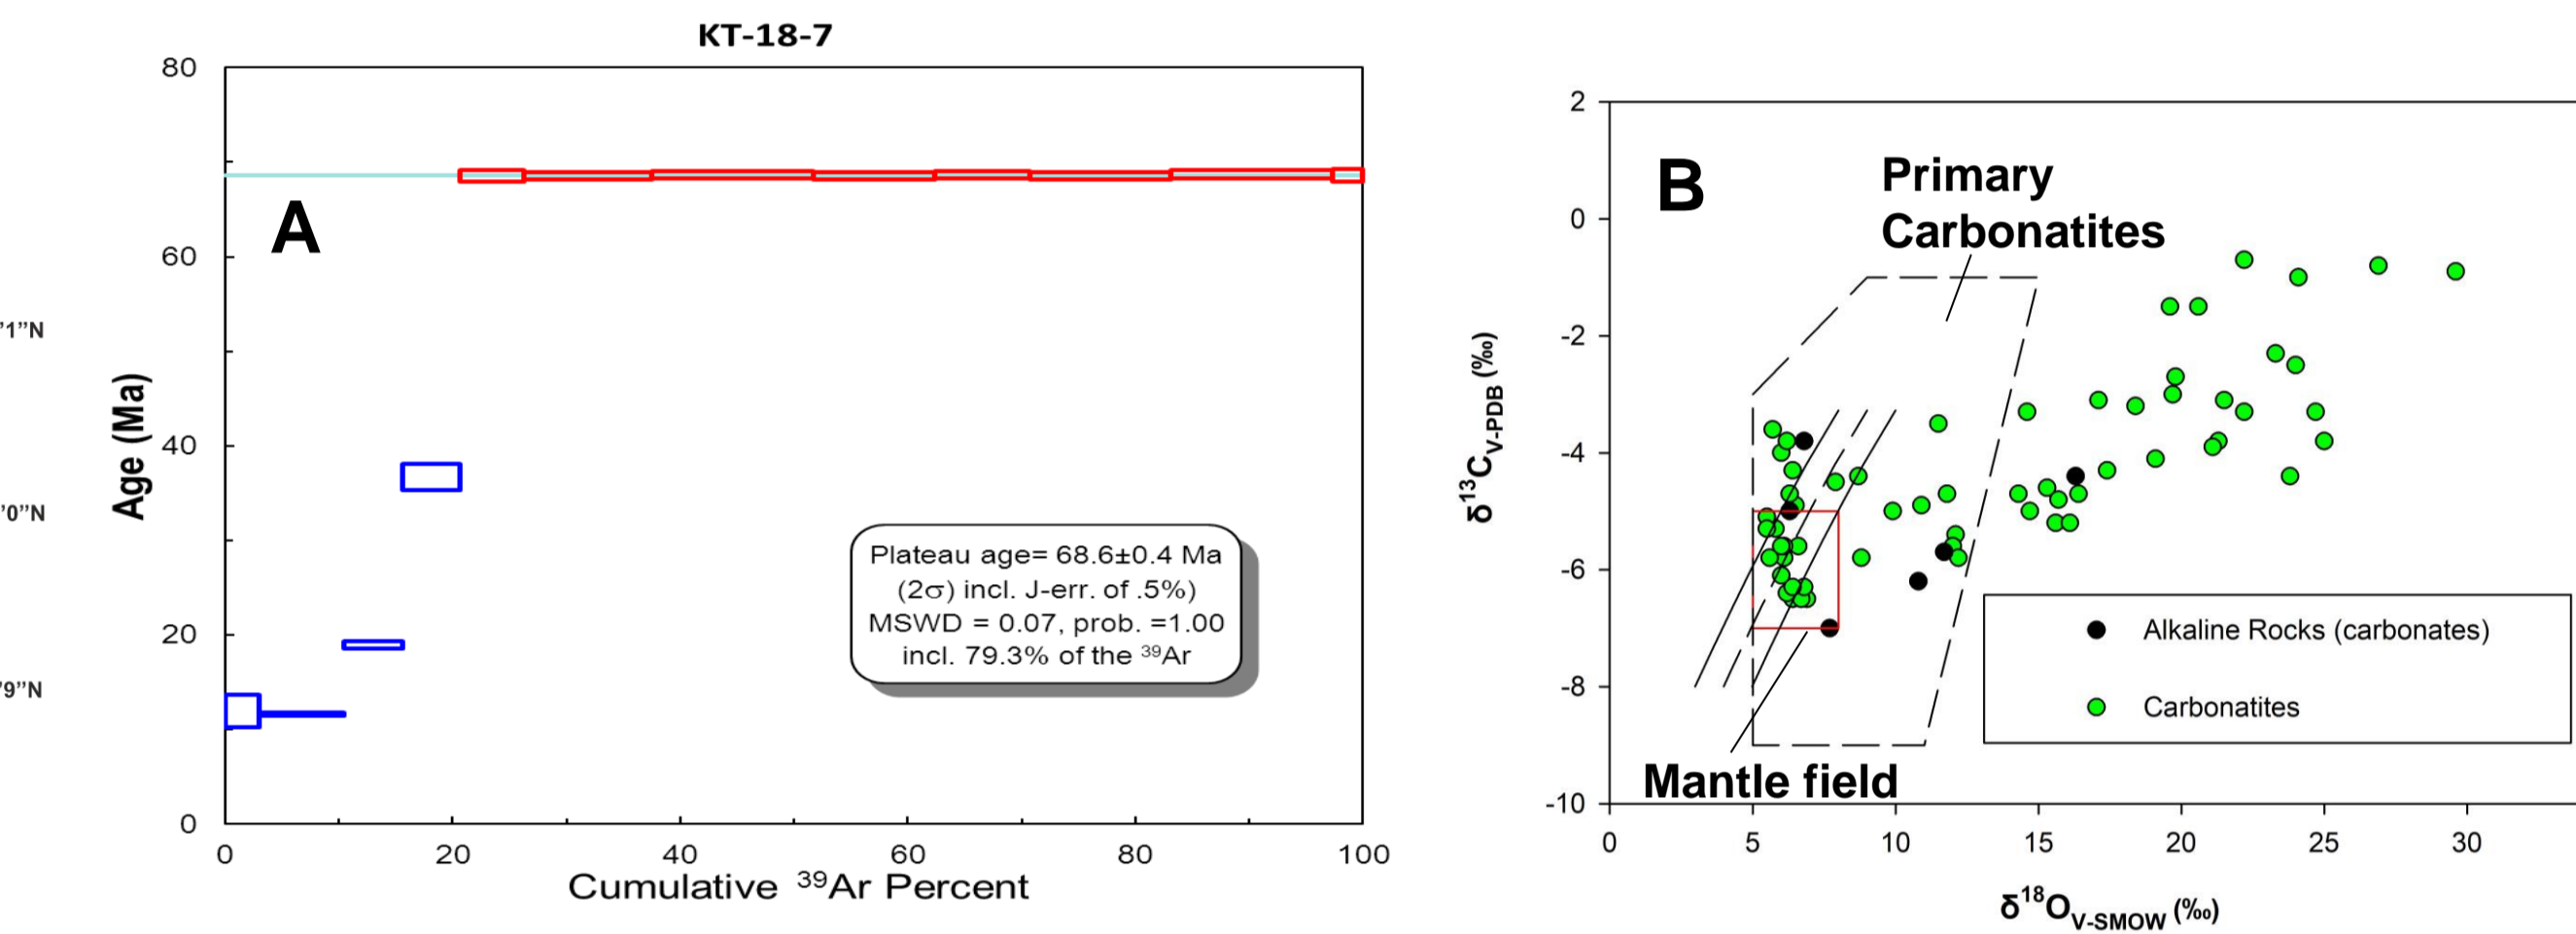 KT-18-7
80
60
40
20
0
Age (Ma)
A
Plateau age= 68.6±0.4 Ma
(2σ) incl. J-err. of .5%)
MSWD = 0.07, prob. =1.00
incl. 79.3% of the ³⁹Ar
0 20 40 60 80 100
Cumulative ³⁹Ar Percent
’1”N
’0”N
’9”N
2
0
-2
-4
-6
-8
-10
δ¹³C V-PDB (‰)
B
Primary
Carbonatites
Alkaline Rocks (carbonates)
Carbonatites
Mantle field
0 5 10 15 20 25 30
δ¹⁸O V-SMOW (‰)